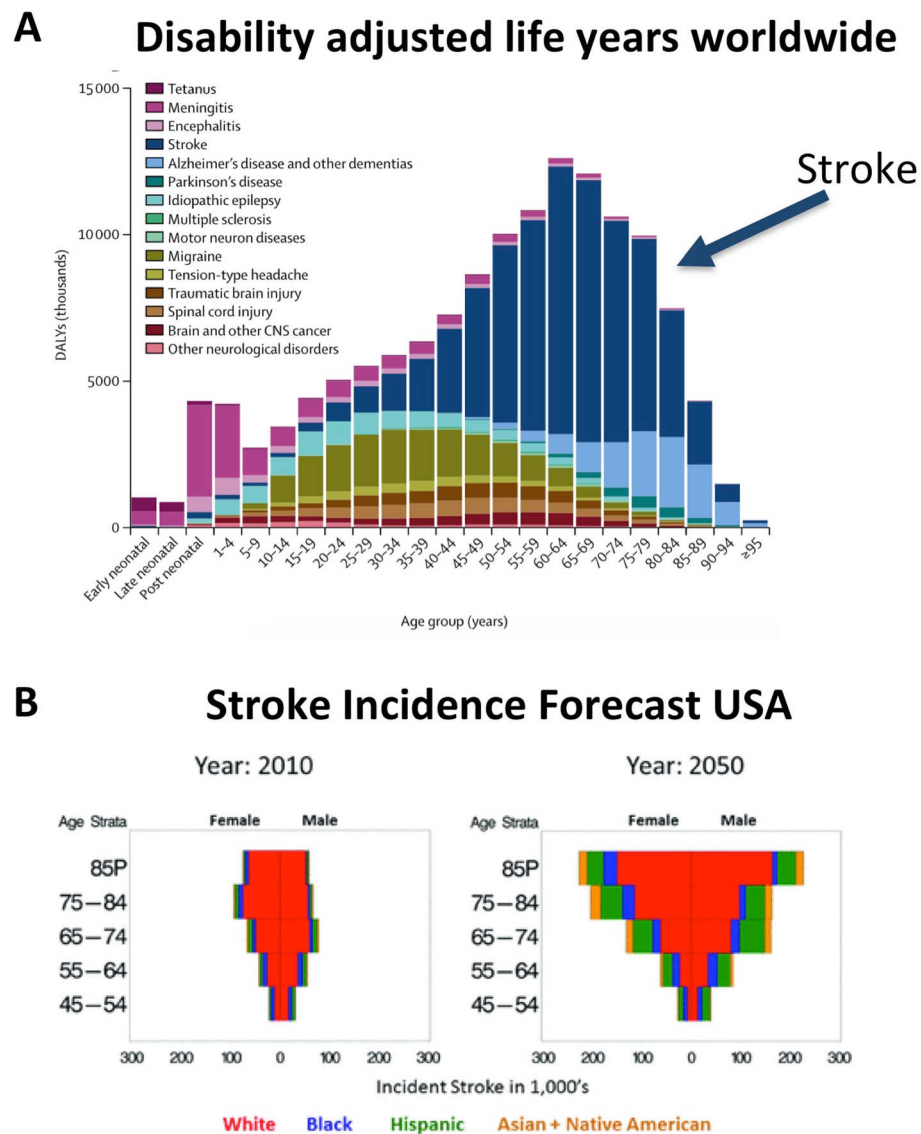 A Disability adjusted life years worldwide
15000
Tetanus
Meningitis
Encephalitis
Stroke
Alzheimer's disease and other dementias
Parkinson's disease
Idiopathic epilepsy
Multiple sclerosis
Motor neuron diseases
Migraine
Tension-type headache
Traumatic brain injury
Spinal cord injury
Brain and other CNS cancer
Other neurological disorders
Stroke
10000
DALYs (thousands)
5000
0
Early neonatal
Late neonatal
Post neonatal
1–4
5–9
10–14
15–19
20–24
25–29
30–34
35–39
40–44
45–49
50–54
55–59
60–64
65–69
70–74
75–79
80–84
85–89
90–94
≥95
Age group (years)
B Stroke Incidence Forecast USA
Year: 2010
Age Strata Female Male
85P
75–84
65–74
55–64
45–54
300 200 100 0 100 200 300
Year: 2050
Age Strata Female Male
85P
75–84
65–74
55–64
45–54
300 200 100 0 100 200 300
Incident Stroke in 1,000's
White Black Hispanic Asian + Native American